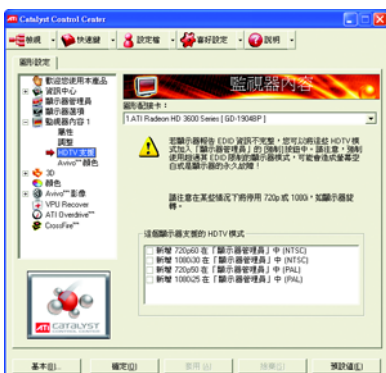 Catalyst Control Center
檢視
快速鍵
設定檔
喜好設定
說明
圖形設定
歡迎您使用本產品
資訊中心
顯示器管理員
顯示器選項
監視器內容 1
屬性
調整
HDTV 支援
Avivo™ 顏色
3D
顏色
Avivo™ 影像
VPU Recover
ATI Overdrive™
CrossFire™
ATI CATALYST
監視器內容
圖形配接卡：
1.ATI Radeon HD 3600 Series [ GD-1904BP ]
若顯示器報告 EDID 資訊不完整，您可以將這些 HDTV 模
式加入「顯示器管理員」的 [強制] 按鈕中。請注意，強制
使用超過其 EDID 限制的顯示器模式，可能會造成螢幕空
白或是顯示器的永久故障！
請注意在某些情況下將停用 720p 或 1080i，如顯示器旋
轉。
這個顯示器支援的 HDTV 模式
新增 720p60 在「顯示器管理員」中 (NTSC)
新增 1080i30 在「顯示器管理員」中 (NTSC)
新增 720p50 在「顯示器管理員」中 (PAL)
新增 1080i25 在「顯示器管理員」中 (PAL)
基本(B)...
確定(O)
套用(A)
捨棄(S)
預設值(E)